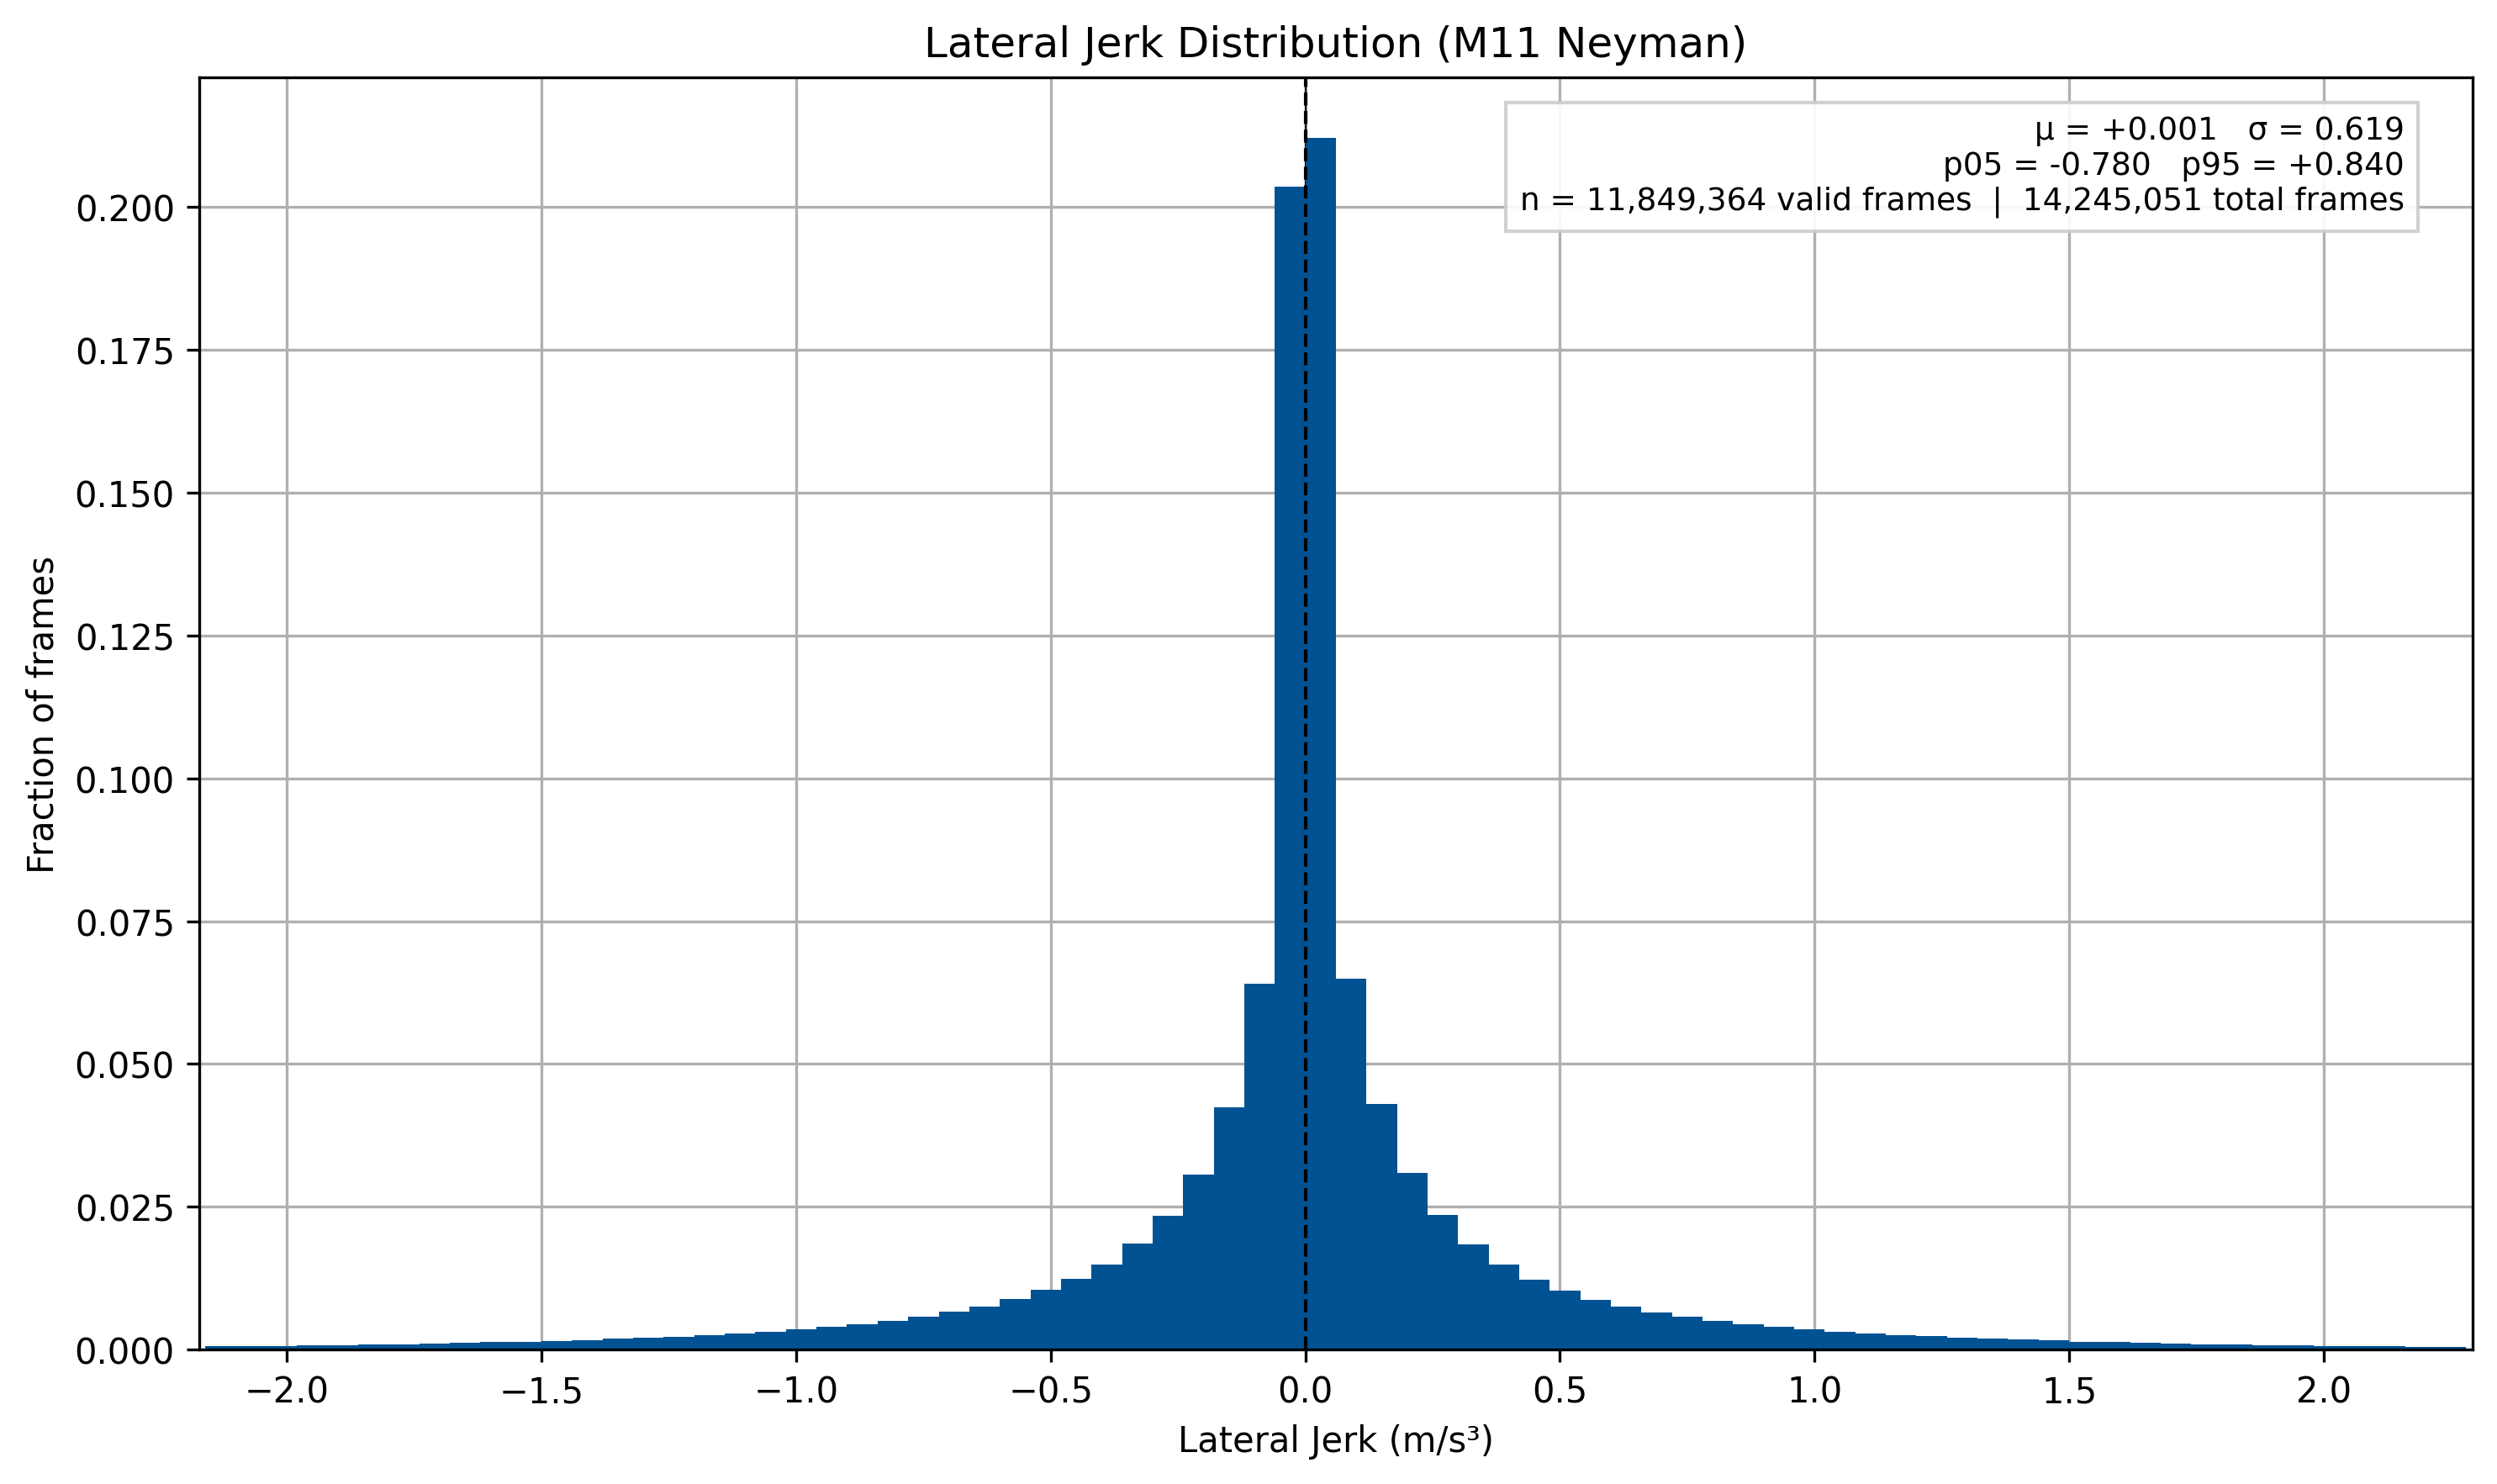 Lateral Jerk Distribution (M11 Neyman)
μ = +0.001   σ = 0.619
p05 = -0.780   p95 = +0.840
n = 11,849,364 valid frames  |  14,245,051 total frames
Fraction of frames
0.200
0.175
0.150
0.125
0.100
0.075
0.050
0.025
0.000
−2.0 −1.5 −1.0 −0.5 0.0 0.5 1.0 1.5 2.0
Lateral Jerk (m/s³)